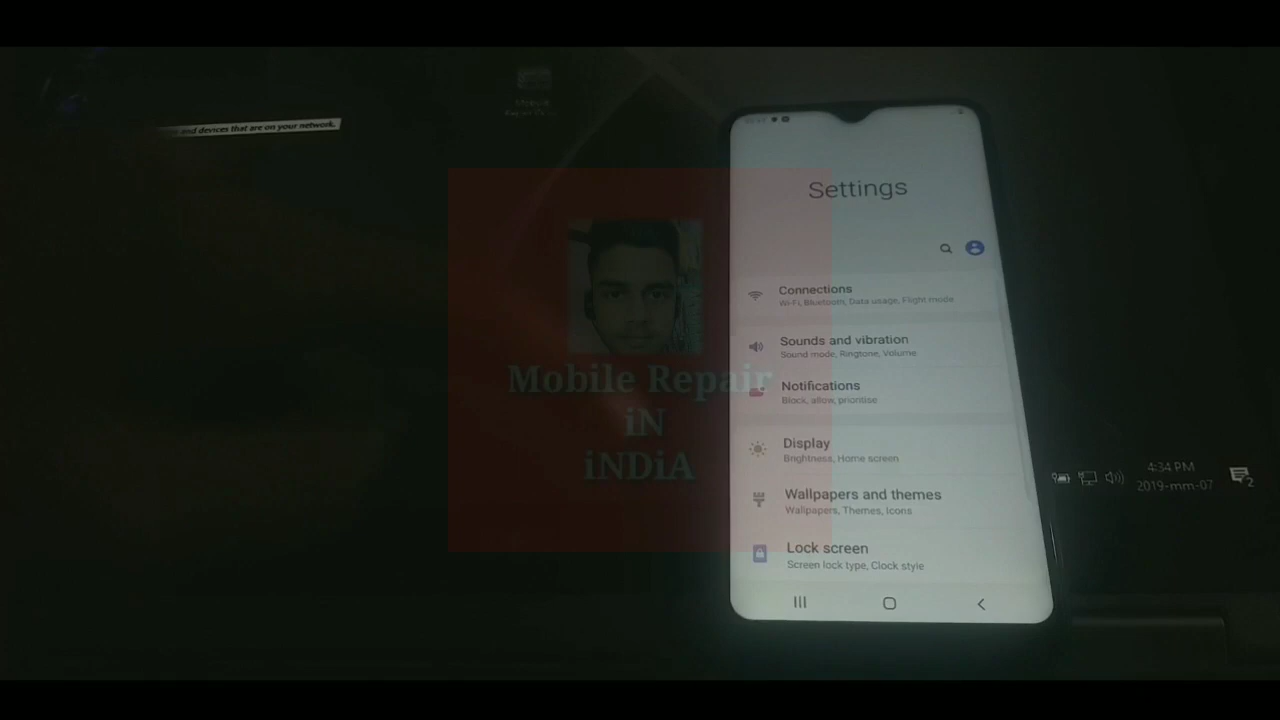 and devices that are on your network.
Settings
Connections
Wi-Fi, Bluetooth, Data usage, Flight mode
Sounds and vibration
Sound mode, Ringtone, Volume
Notifications
Block, allow, prioritise
Display
Brightness, Home screen
Wallpapers and themes
Wallpapers, Themes, Icons
Lock screen
Screen lock type, Clock style
Mobile Repair
iN
iNDiA
4:34 PM
2019-mm-07
2